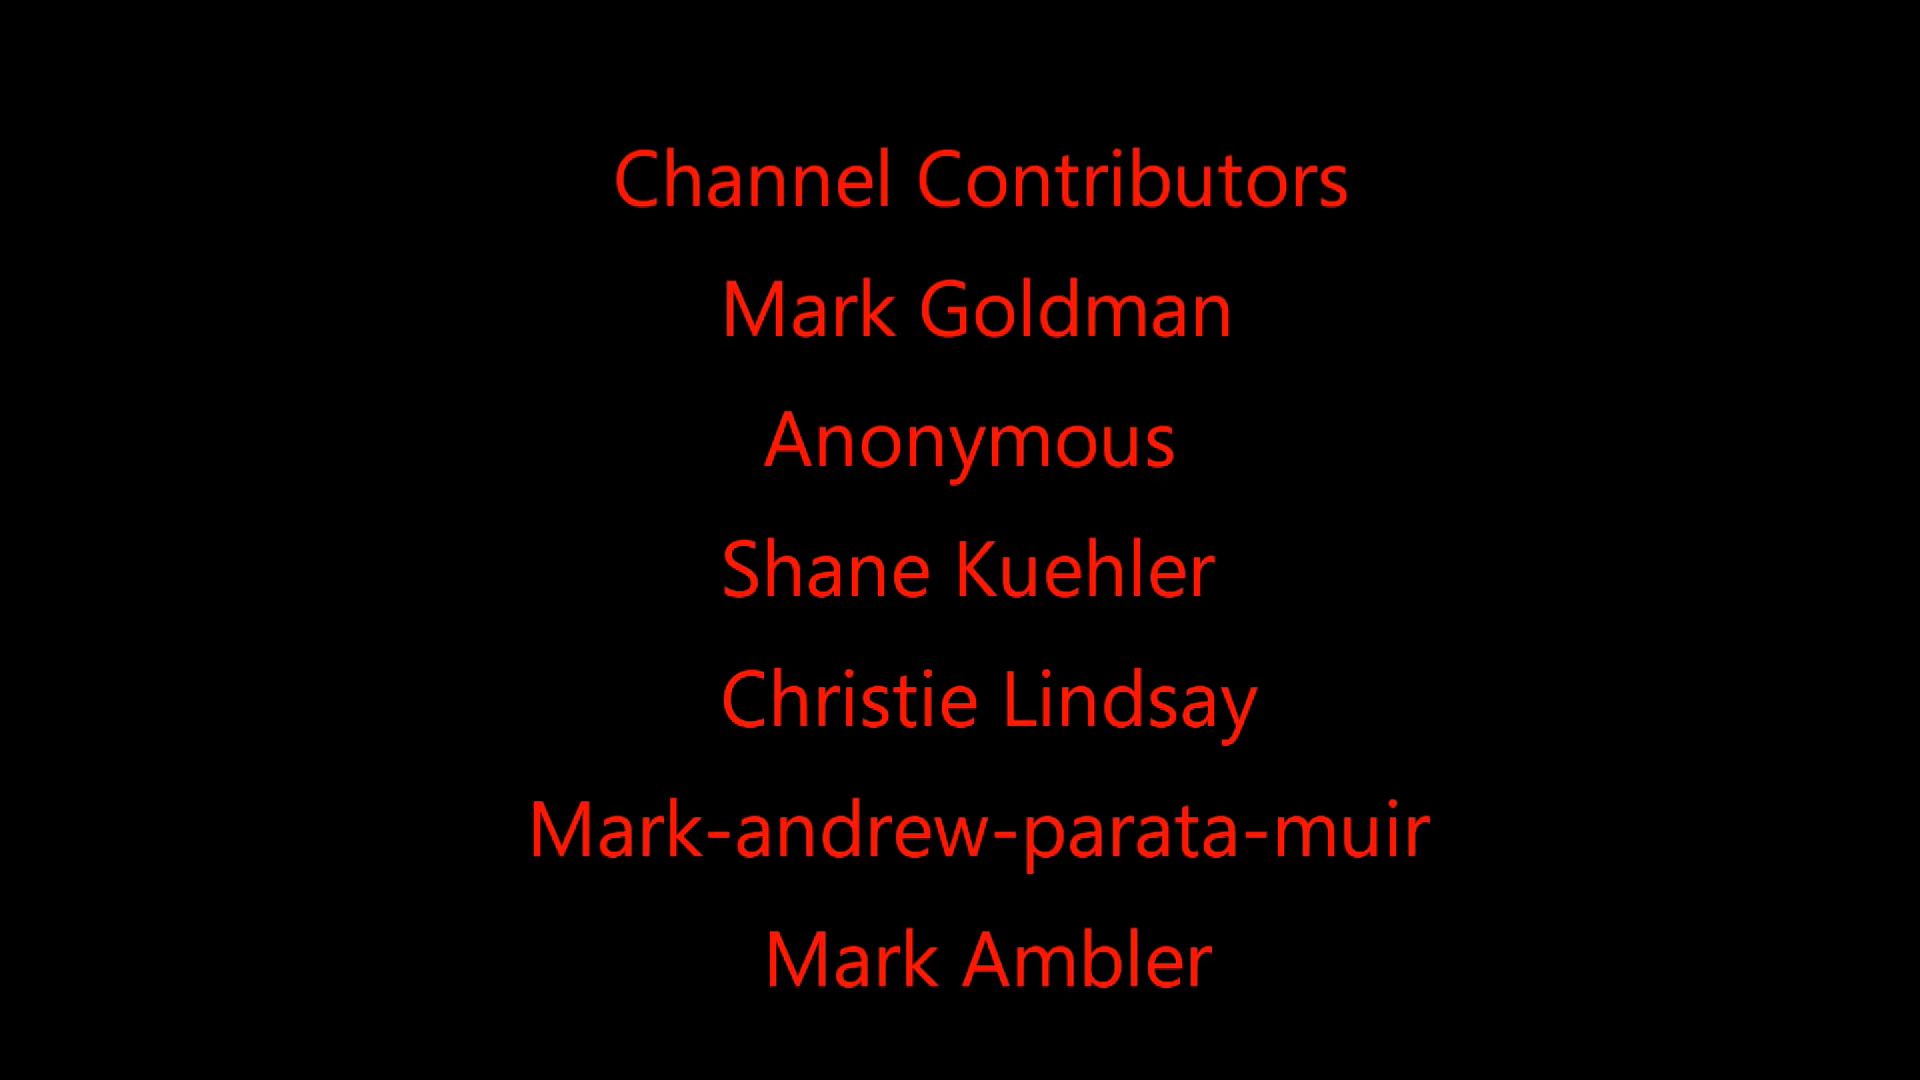 Channel Contributors
Mark Goldman
Anonymous
Shane Kuehler
Christie Lindsay
Mark-andrew-parata-muir
Mark Ambler